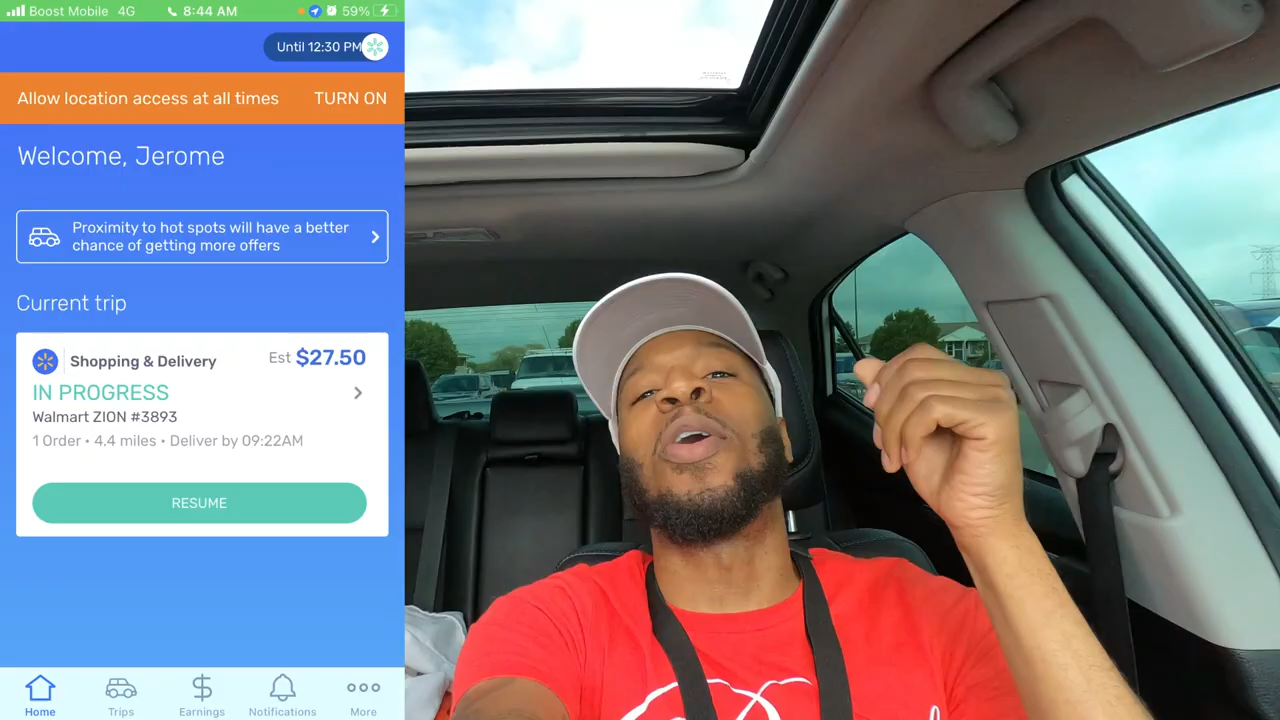 Boost Mobile 4G 8:44 AM 59%
Until 12:30 PM
Allow location access at all times TURN ON
Welcome, Jerome
Proximity to hot spots will have a better
chance of getting more offers
Current trip
Shopping & Delivery Est $27.50
IN PROGRESS
Walmart ZION #3893
1 Order • 4.4 miles • Deliver by 09:22AM
RESUME
Home Trips Earnings Notifications More